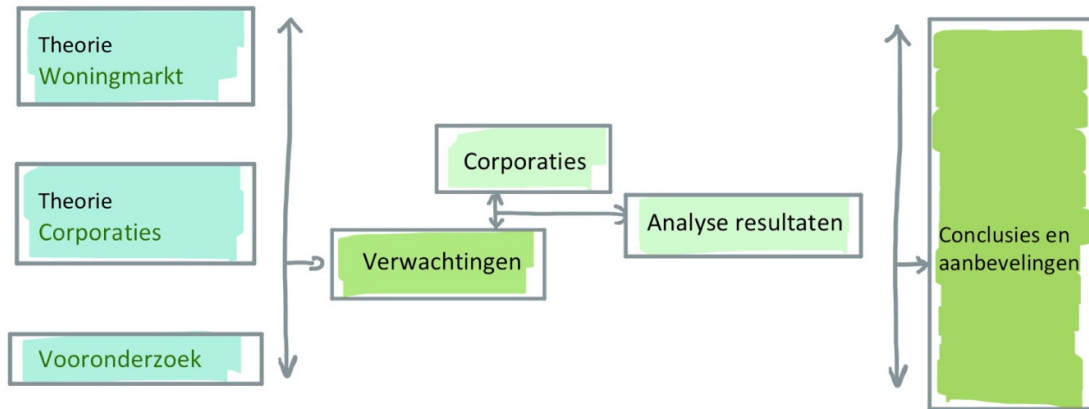 Theorie
Woningmarkt
Theorie
Corporaties
Vooronderzoek
Verwachtingen
Corporaties
Analyse resultaten
Conclusies en
aanbevelingen